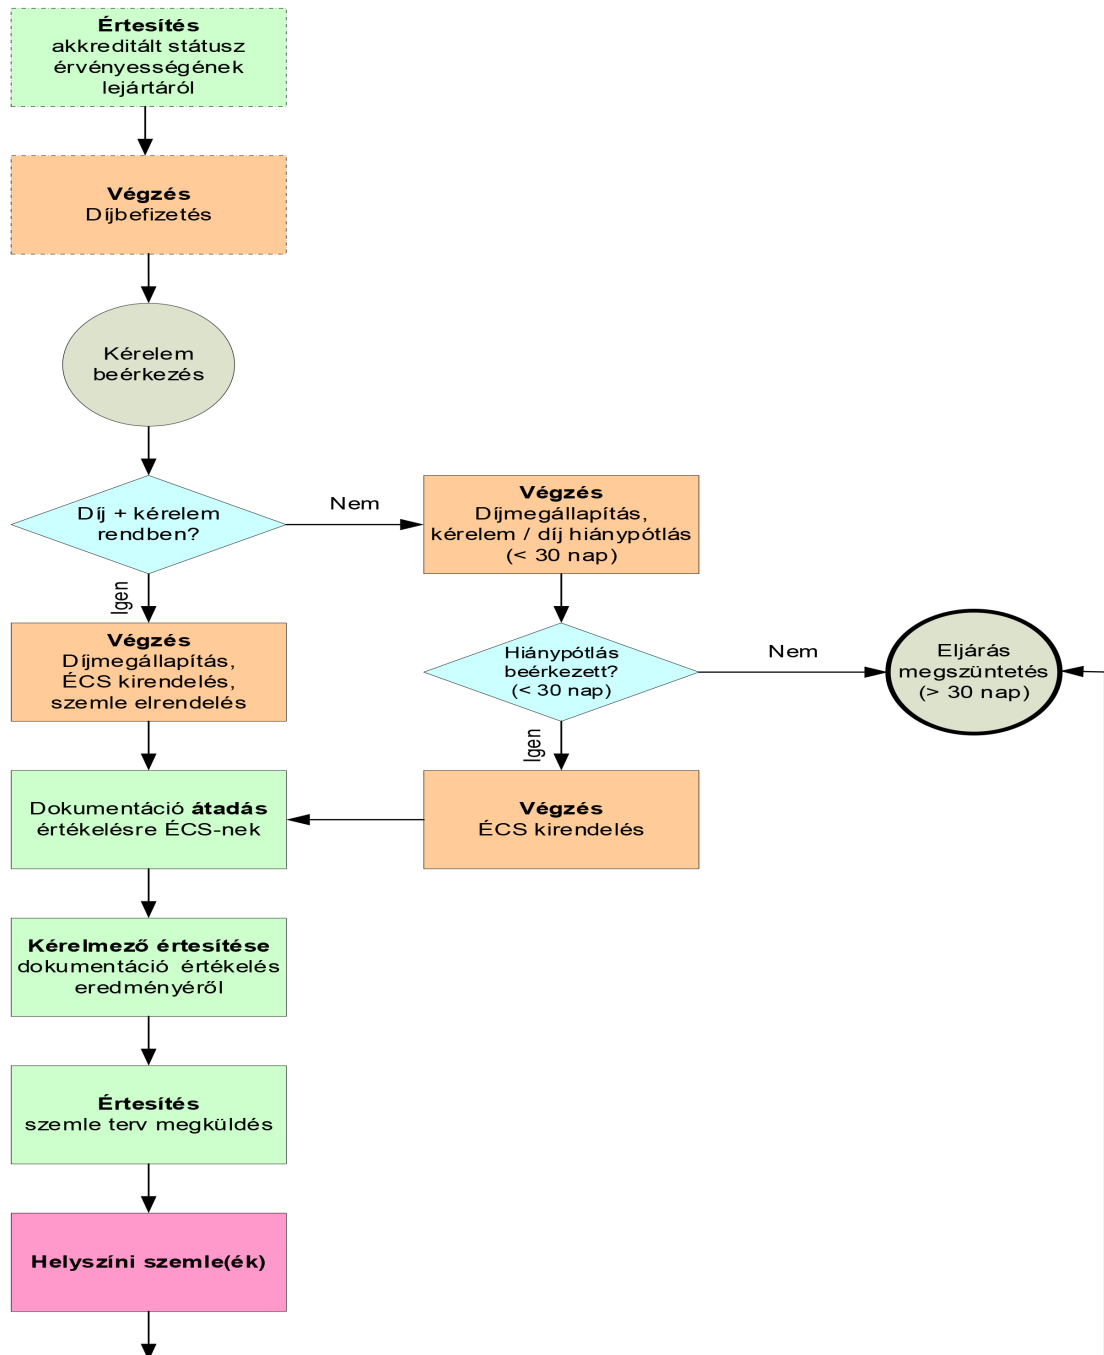 Értesítés
akkreditált státusz
érvényességének
lejártáról
Végzés
Díjbefizetés
Kérelem
beérkezés
Díj + kérelem
rendben?
Nem
Végzés
Díjmegállapítás,
kérelem / díj hiánypótlás
(< 30 nap)
Igen
Végzés
Díjmegállapítás,
ÉCS kirendelés,
szemle elrendelés
Hiánypótlás
beérkezett?
(< 30 nap)
Nem
Eljárás
megszüntetés
(> 30 nap)
Igen
Dokumentáció átadás
értékelésre ÉCS-nek
Végzés
ÉCS kirendelés
Kérelmező értesítése
dokumentáció  értékelés
eredményéről
Értesítés
szemle terv megküldés
Helyszíni szemle(ék)